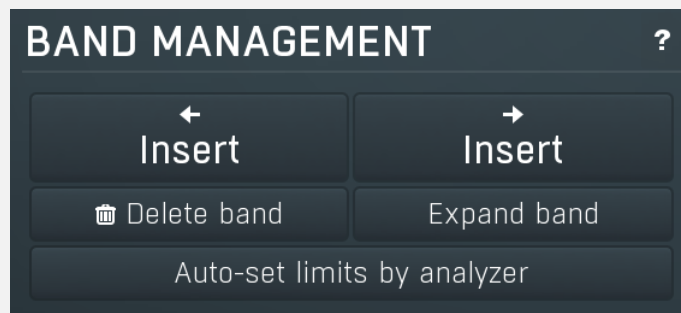 BAND MANAGEMENT ?
← →
Insert Insert
Delete band Expand band
Auto-set limits by analyzer